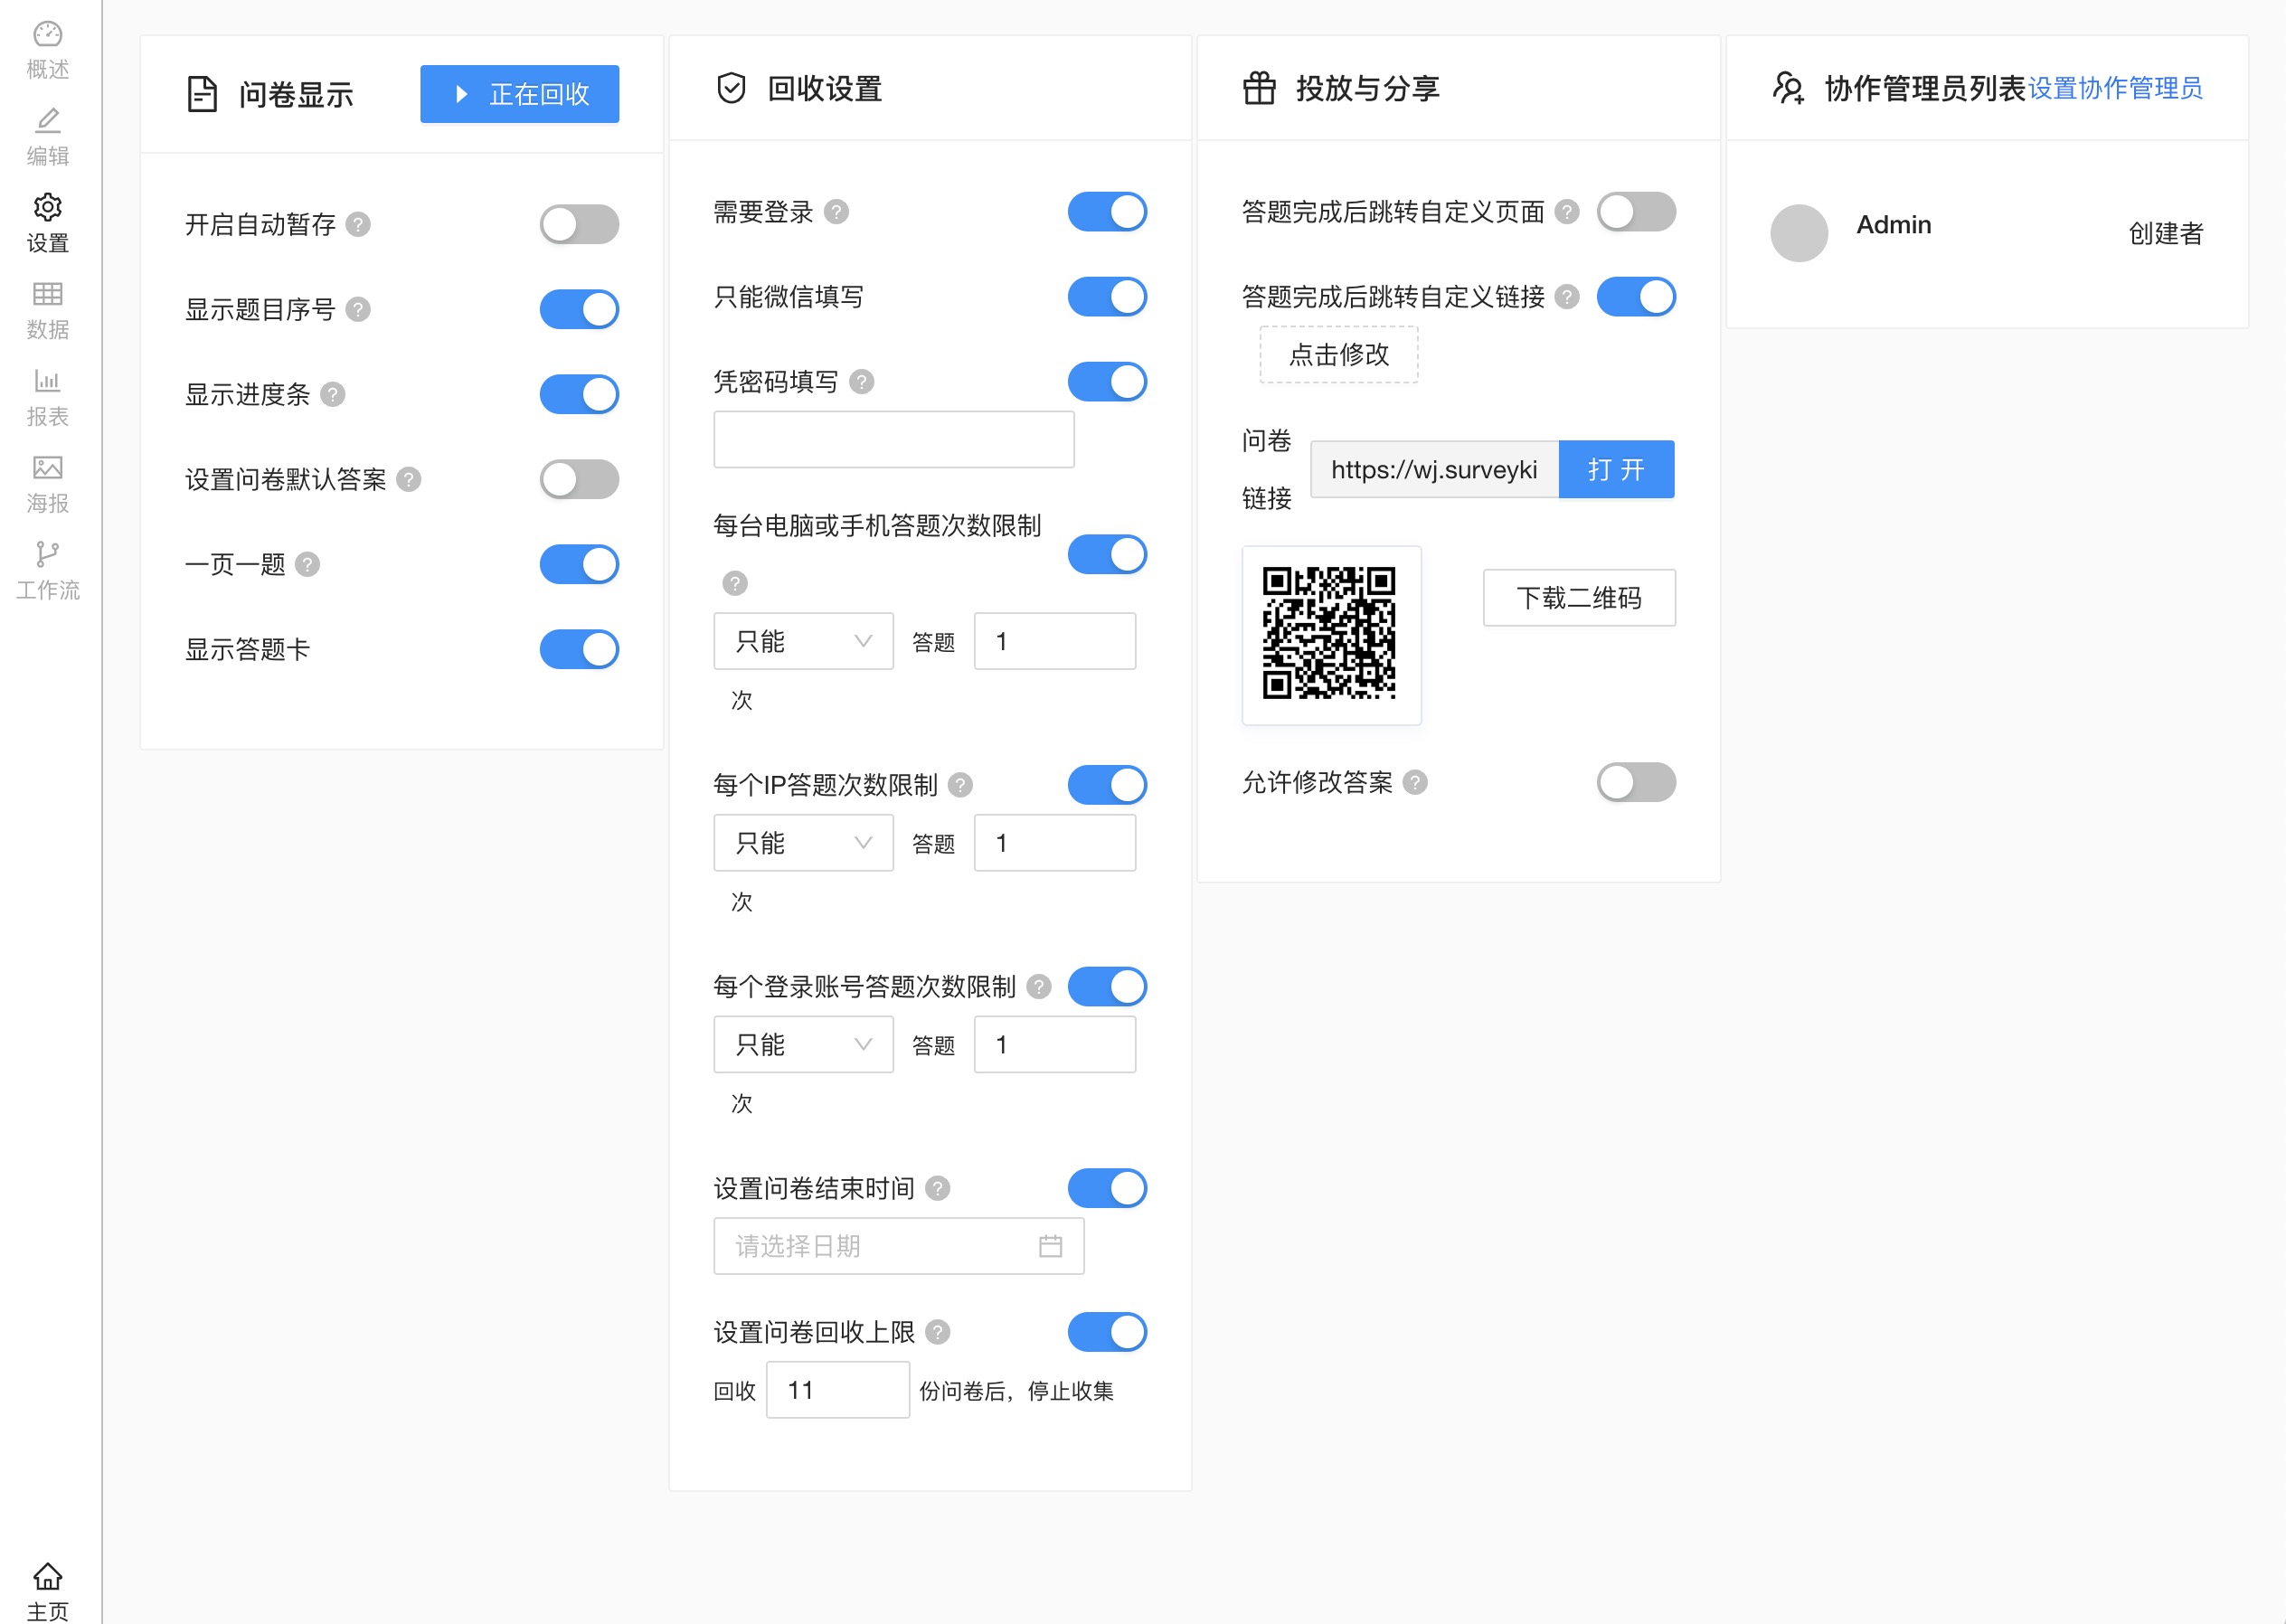 概述
编辑
设置
数据
报表
海报
工作流
主页
问卷显示
正在回收
开启自动暂存 ?
显示题目序号 ?
显示进度条 ?
设置问卷默认答案 ?
一页一题 ?
显示答题卡
回收设置
需要登录 ?
只能微信填写
凭密码填写 ?
每台电脑或手机答题次数限制
?
只能 答题 1
次
每个IP答题次数限制 ?
只能 答题 1
次
每个登录账号答题次数限制 ?
只能 答题 1
次
设置问卷结束时间 ?
请选择日期
设置问卷回收上限 ?
回收 11 份问卷后，停止收集
投放与分享
答题完成后跳转自定义页面 ?
答题完成后跳转自定义链接 ?
点击修改
问卷
链接
https://wj.surveyki
打 开
下载二维码
允许修改答案 ?
协作管理员列表 设置协作管理员
Admin
创建者